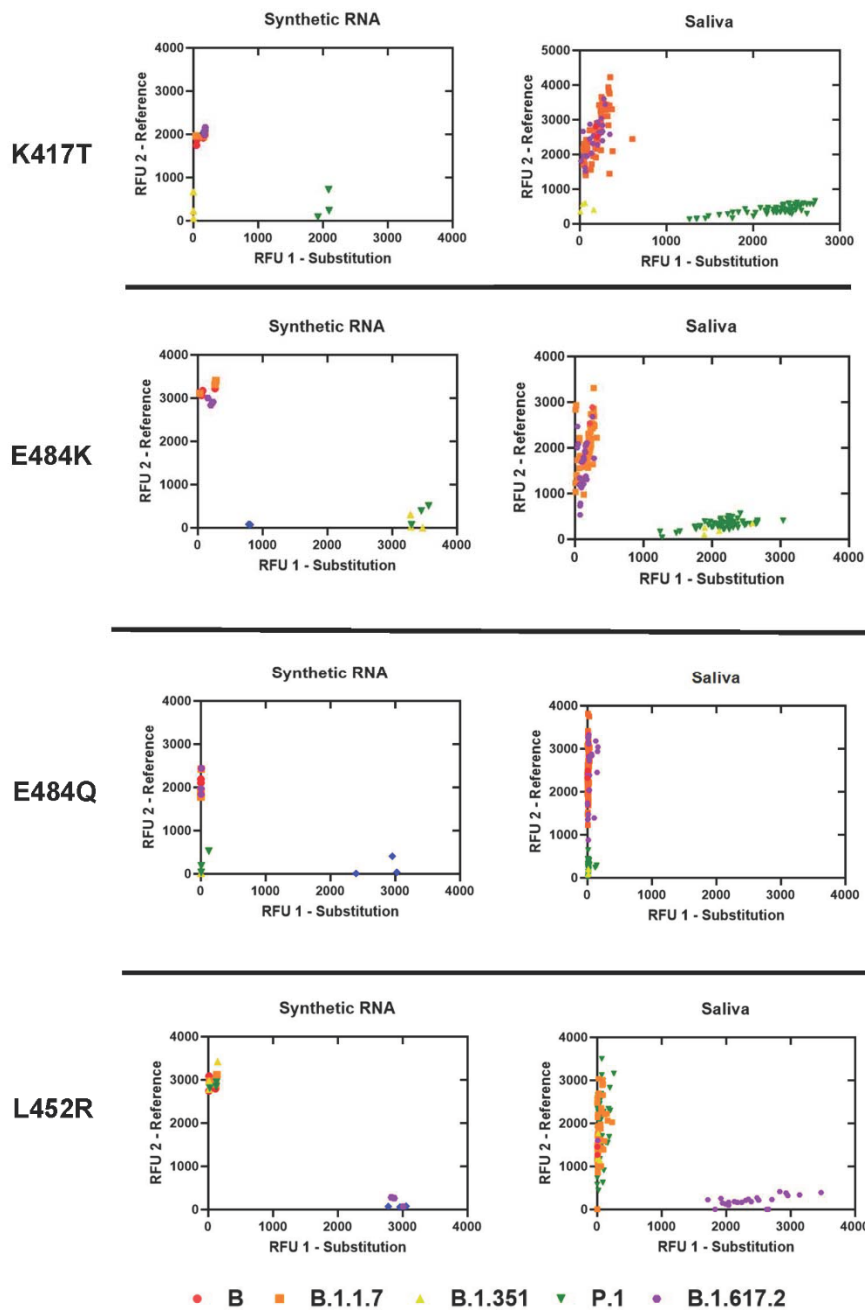 Synthetic RNA
Saliva
K417T
RFU 2 - Reference
4000
3000
2000
1000
0
0 1000 2000 3000 4000
RFU 1 - Substitution
RFU 2 - Reference
5000
4000
3000
2000
1000
0
0 1000 2000 3000
RFU 1 - Substitution
Synthetic RNA
Saliva
E484K
RFU 2 - Reference
4000
3000
2000
1000
0
0 1000 2000 3000 4000
RFU 1 - Substitution
RFU 2 - Reference
4000
3000
2000
1000
0
0 1000 2000 3000 4000
RFU 1 - Substitution
Synthetic RNA
Saliva
E484Q
RFU 2 - Reference
4000
3000
2000
1000
0
0 1000 2000 3000 4000
RFU 1 - Substitution
RFU 2 - Reference
4000
3000
2000
1000
0
0 1000 2000 3000 4000
RFU 1 - Substitution
Synthetic RNA
Saliva
L452R
RFU 2 - Reference
4000
3000
2000
1000
0
0 1000 2000 3000 4000
RFU 1 - Substitution
RFU 2 - Reference
4000
3000
2000
1000
0
0 1000 2000 3000 4000
RFU 1 - Substitution
B B.1.1.7 B.1.351 P.1 B.1.617.2